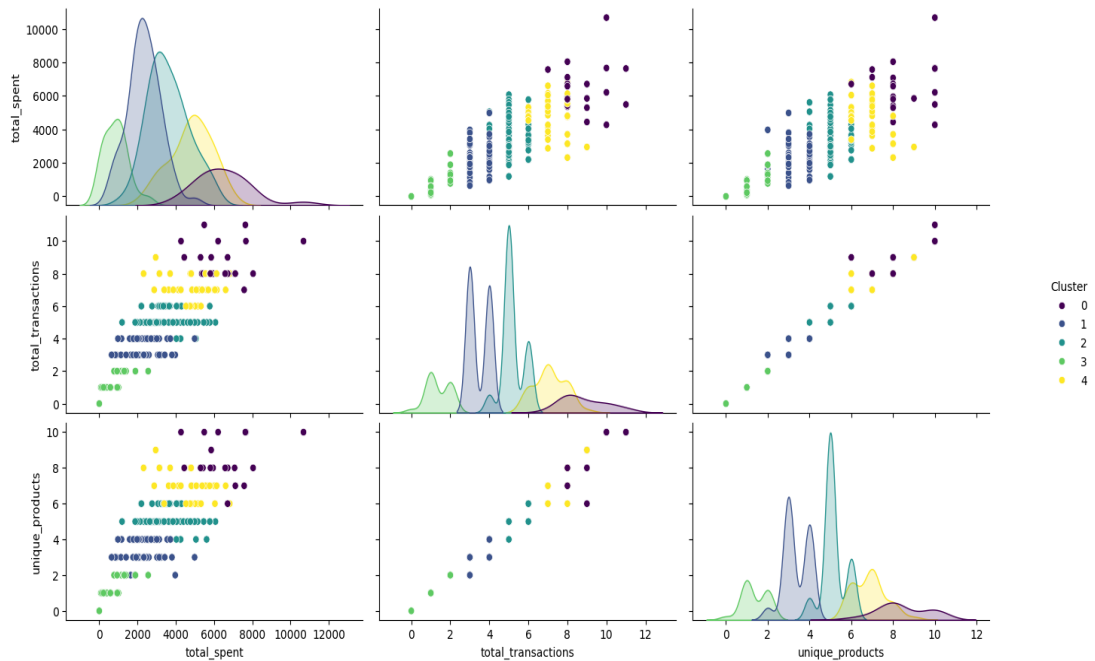 total_spent
10000
8000
6000
4000
2000
0
total_transactions
10
8
6
4
2
0
Cluster
0
1
2
3
4
unique_products
10
8
6
4
2
0
0 2000 4000 6000 8000 10000 12000
0 2 4 6 8 10 12
0 2 4 6 8 10 12
total_spent total_transactions unique_products